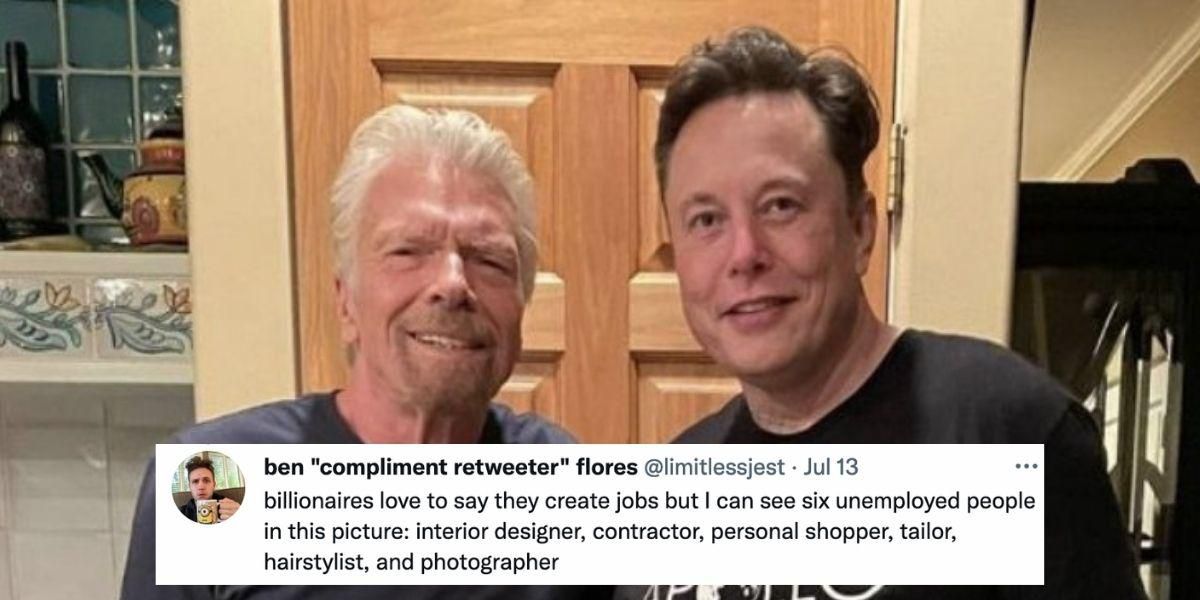 ben "compliment retweeter" flores @limitlessjest · Jul 13
billionaires love to say they create jobs but I can see six unemployed people
in this picture: interior designer, contractor, personal shopper, tailor,
hairstylist, and photographer